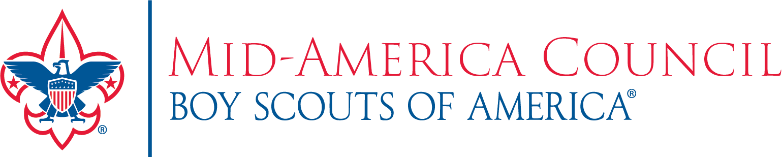 MID-AMERICA COUNCIL
BOY SCOUTS OF AMERICA®
®